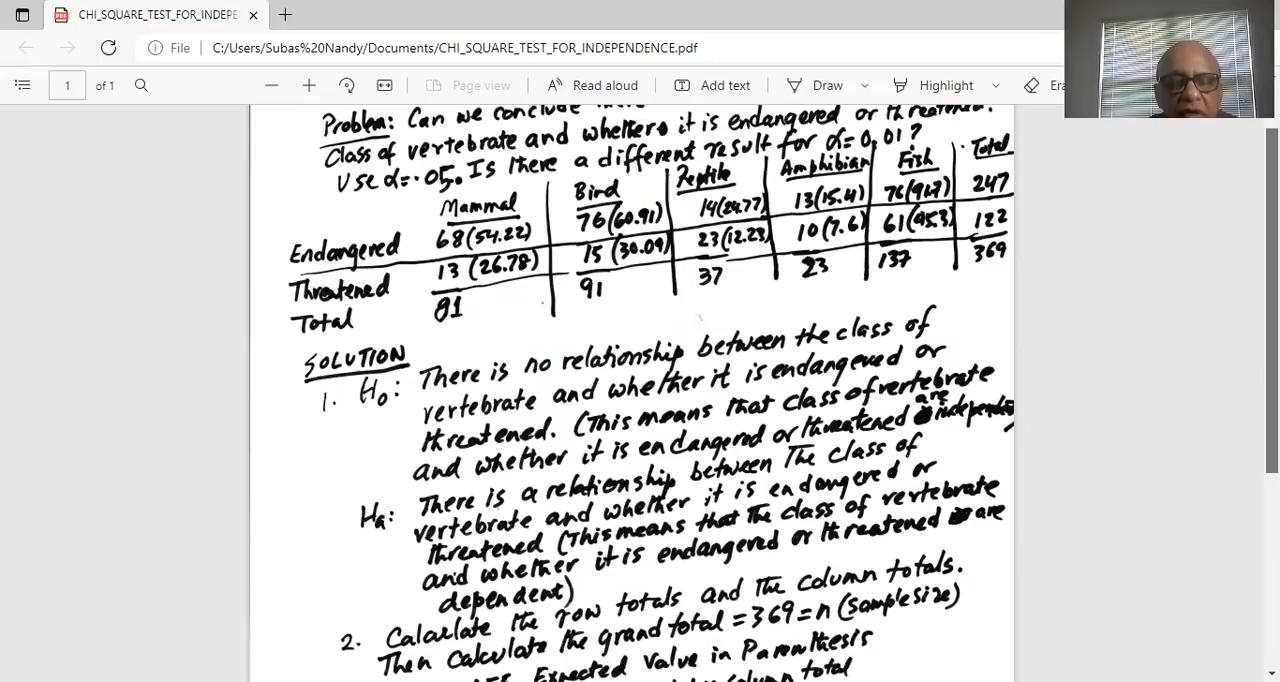 CHI_SQUARE_TEST_FOR_INDEPE
File C:/Users/Subas%20Nandy/Documents/CHI_SQUARE_TEST_FOR_INDEPENDENCE.pdf
1 of 1 Page view Read aloud Add text Draw Highlight Era
Problem: Can we conclude
class of vertebrate and whether it is endangered or threatened.
Use α=.05. Is there a different result for α=0.01?
Mammal Bird Reptile Amphibian Fish Total
Endangered 68(54.22) 76(60.91) 14(24.77) 13(15.4) 76(91.7) 247
Threatened 13(26.78) 15(30.09) 23(12.23) 10(7.6) 61(45.3) 122
Total 81 91 37 23 137 369
SOLUTION
1. H0: There is no relationship between the class of
vertebrate and whether it is endangered or
threatened. (This means that class of vertebrate
and whether it is endangered or threatened are
Ha: There is a relationship between The class of
vertebrate and whether it is endangered or
threatened (This means that the class of vertebrate
and whether it is endangered or threatened are
dependent)
2. Calculate the row totals and the column totals.
Then calculate the grand total = 369 = n (sample size)
Expected value in Parenthesis
column total